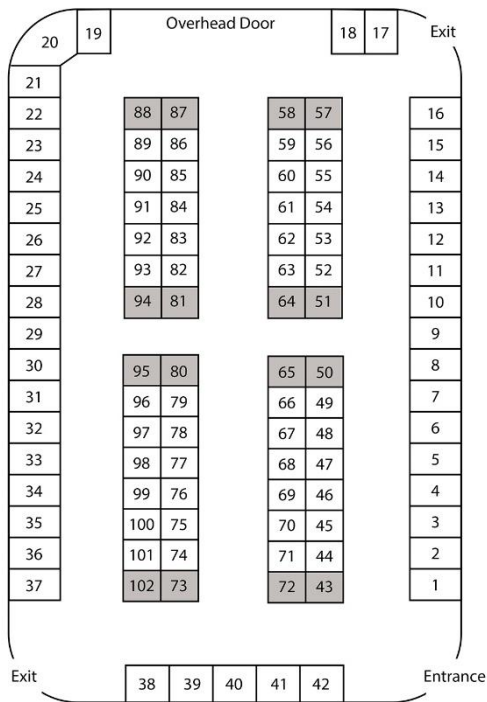 Overhead Door
20 19 18 17 Exit
21
22 88 87 58 57 16
23 89 86 59 56 15
24 90 85 60 55 14
25 91 84 61 54 13
26 92 83 62 53 12
27 93 82 63 52 11
28 94 81 64 51 10
29 9
30 95 80 65 50 8
31 96 79 66 49 7
32 97 78 67 48 6
33 98 77 68 47 5
34 99 76 69 46 4
35 100 75 70 45 3
36 101 74 71 44 2
37 102 73 72 43 1
Exit Entrance
38 39 40 41 42